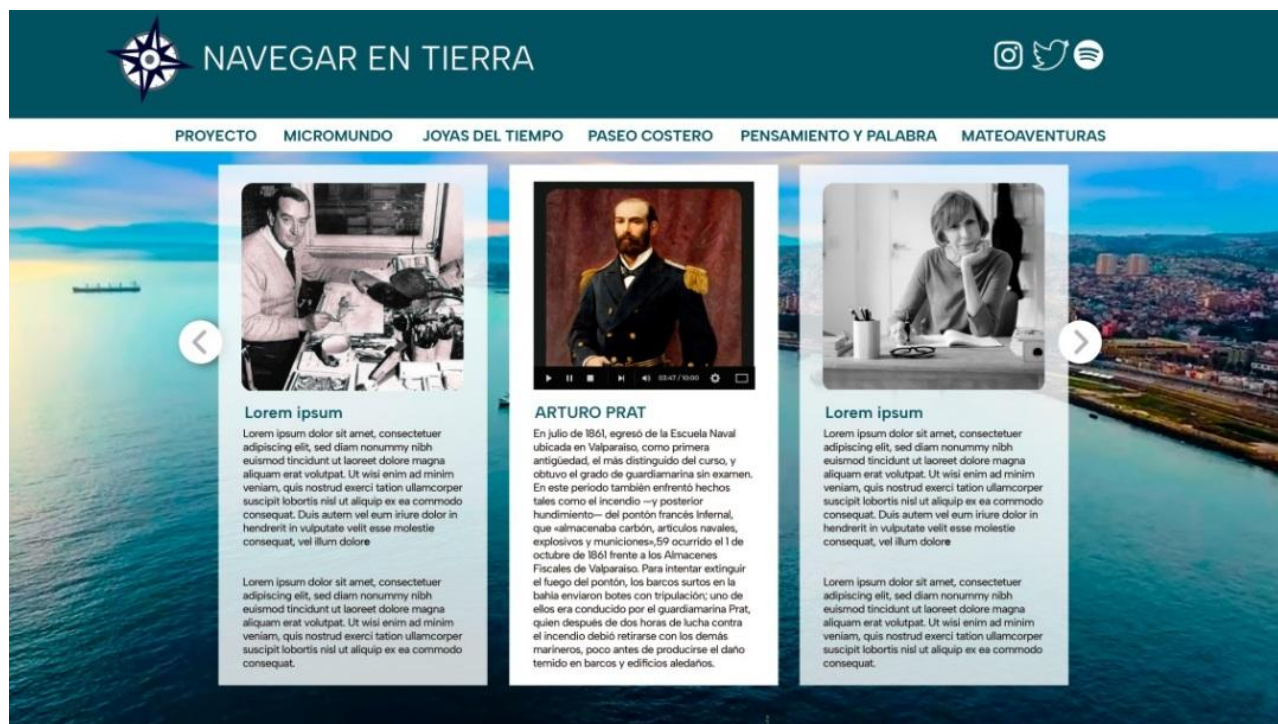 NAVEGAR EN TIERRA
PROYECTO MICROMUNDO JOYAS DEL TIEMPO PASEO COSTERO PENSAMIENTO Y PALABRA MATEOAVENTURAS
Lorem ipsum
Lorem ipsum dolor sit amet, consectetuer
adipiscing elit, sed diam nonummy nibh
euismod tincidunt ut laoreet dolore magna
aliquam erat volutpat. Ut wisi enim ad minim
veniam, quis nostrud exerci tation ullamcorper
suscipit lobortis nisl ut aliquip ex ea commodo
consequat. Duis autem vel eum iriure dolor in
hendrerit in vulputate velit esse molestie
consequat, vel illum dolore
Lorem ipsum dolor sit amet, consectetuer
adipiscing elit, sed diam nonummy nibh
euismod tincidunt ut laoreet dolore magna
aliquam erat volutpat. Ut wisi enim ad minim
veniam, quis nostrud exerci tation ullamcorper
suscipit lobortis nisl ut aliquip ex ea commodo
consequat.
03:47 / 10:00
ARTURO PRAT
En julio de 1861, egresó de la Escuela Naval
ubicada en Valparaíso, como primera
antigüedad, el más distinguido del curso, y
obtuvo el grado de guardiamarina sin examen.
En este periodo también enfrentó hechos
tales como el incendio —y posterior
hundimiento— del pontón francés Infernal,
que «almacenaba carbón, artículos navales,
explosivos y municiones»,59 ocurrido el 1 de
octubre de 1861 frente a los Almacenes
Fiscales de Valparaíso. Para intentar extinguir
el fuego del pontón, los barcos surtos en la
bahía enviaron botes con tripulación; uno de
ellos era conducido por el guardiamarina Prat,
quien después de dos horas de lucha contra
el incendio debió retirarse con los demás
marineros, poco antes de producirse el daño
temido en barcos y edificios aledaños.
Lorem ipsum
Lorem ipsum dolor sit amet, consectetuer
adipiscing elit, sed diam nonummy nibh
euismod tincidunt ut laoreet dolore magna
aliquam erat volutpat. Ut wisi enim ad minim
veniam, quis nostrud exerci tation ullamcorper
suscipit lobortis nisl ut aliquip ex ea commodo
consequat. Duis autem vel eum iriure dolor in
hendrerit in vulputate velit esse molestie
consequat, vel illum dolore
Lorem ipsum dolor sit amet, consectetuer
adipiscing elit, sed diam nonummy nibh
euismod tincidunt ut laoreet dolore magna
aliquam erat volutpat. Ut wisi enim ad minim
veniam, quis nostrud exerci tation ullamcorper
suscipit lobortis nisl ut aliquip ex ea commodo
consequat.